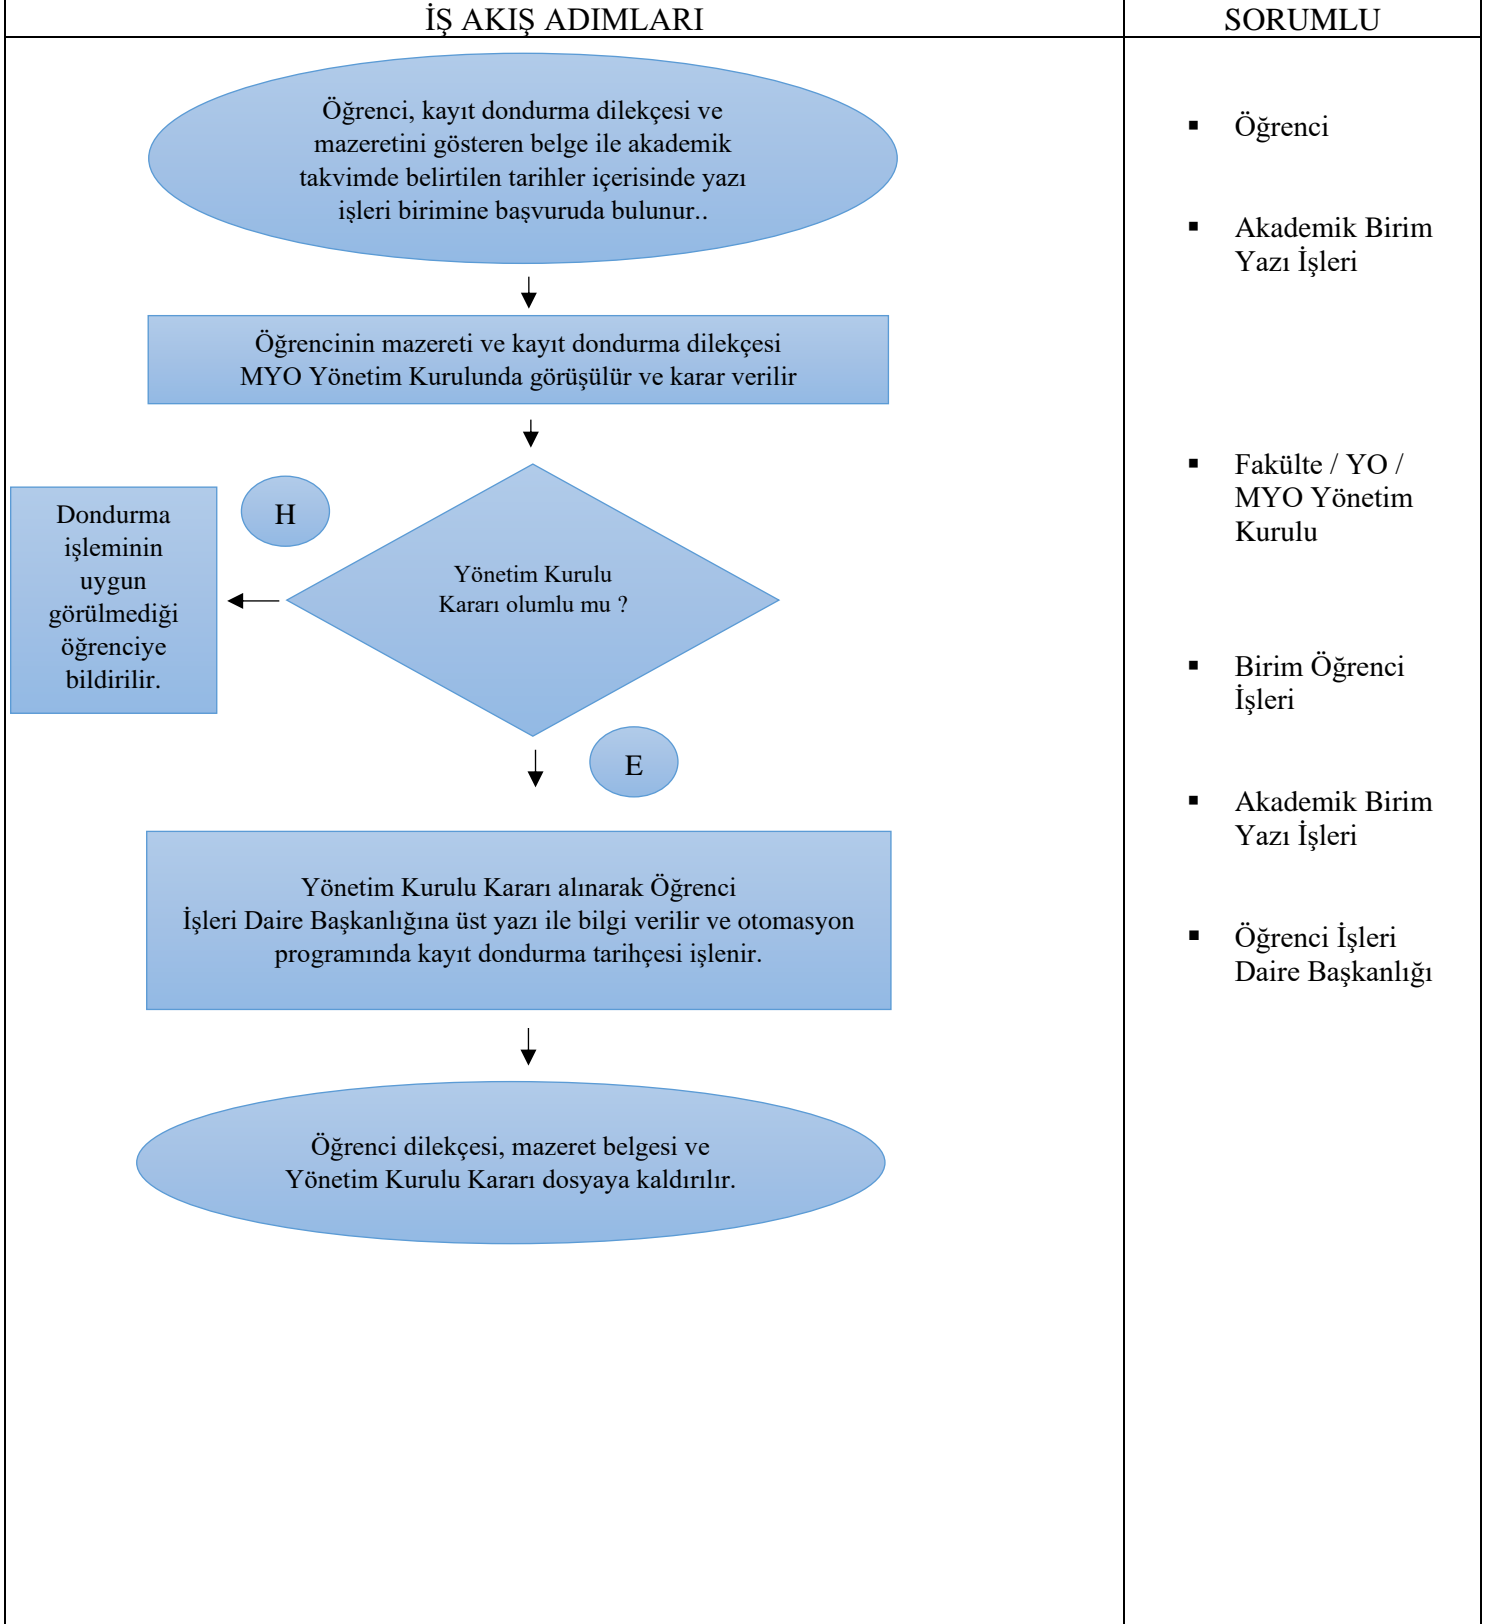 İŞ AKIŞ ADIMLARI
SORUMLU
Öğrenci, kayıt dondurma dilekçesi ve
mazeretini gösteren belge ile akademik
takvimde belirtilen tarihler içerisinde yazı
işleri birimine başvuruda bulunur..
Öğrencinin mazereti ve kayıt dondurma dilekçesi
MYO Yönetim Kurulunda görüşülür ve karar verilir
H
Dondurma
işleminin
uygun
görülmediği
öğrenciye
bildirilir.
Yönetim Kurulu
Kararı olumlu mu ?
E
Yönetim Kurulu Kararı alınarak Öğrenci
İşleri Daire Başkanlığına üst yazı ile bilgi verilir ve otomasyon
programında kayıt dondurma tarihçesi işlenir.
Öğrenci dilekçesi, mazeret belgesi ve
Yönetim Kurulu Kararı dosyaya kaldırılır.
▪ Öğrenci
▪ Akademik Birim
Yazı İşleri
▪ Fakülte / YO /
MYO Yönetim
Kurulu
▪ Birim Öğrenci
İşleri
▪ Akademik Birim
Yazı İşleri
▪ Öğrenci İşleri
Daire Başkanlığı